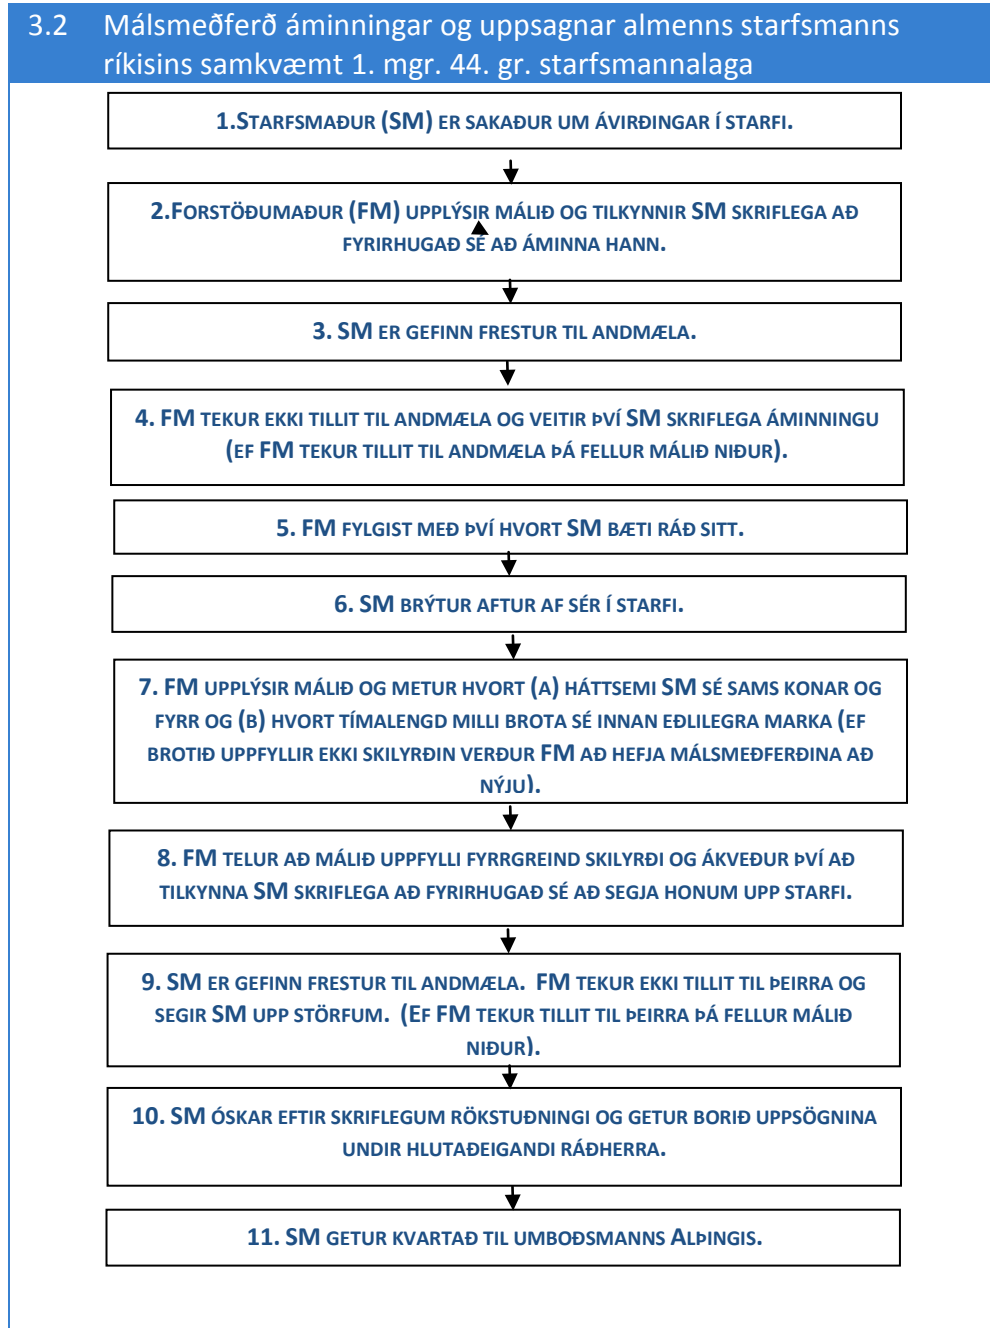 3.2 Málsmeðferð áminningar og uppsagnar almenns starfsmanns
ríkisins samkvæmt 1. mgr. 44. gr. starfsmannalaga
1.Starfsmaður (SM) er sakaður um ávirðingar í starfi.
2.Forstöðumaður (FM) upplýsir málið og tilkynnir SM skriflega að
fyrirhugað sé að áminna hann.
3. SM er gefinn frestur til andmæla.
4. FM tekur ekki tillit til andmæla og veitir því SM skriflega áminningu
(ef FM tekur tillit til andmæla þá fellur málið niður).
5. FM fylgist með því hvort SM bæti ráð sitt.
6. SM brýtur aftur af sér í starfi.
7. FM upplýsir málið og metur hvort (a) háttsemi SM sé sams konar og
fyrr og (b) hvort tímalengd milli brota sé innan eðlilegra marka (ef
brotið uppfyllir ekki skilyrðin verður FM að hefja málsmeðferðina að
nýju).
8. FM telur að málið uppfylli fyrrgreind skilyrði og ákveður því að
tilkynna SM skriflega að fyrirhugað sé að segja honum upp starfi.
9. SM er gefinn frestur til andmæla. FM tekur ekki tillit til þeirra og
segir SM upp störfum. (Ef FM tekur tillit til þeirra þá fellur málið
niður).
10. SM óskar eftir skriflegum rökstuðningi og getur borið uppsögnina
undir hlutaðeigandi ráðherra.
11. SM getur kvartað til umboðsmanns Alþingis.